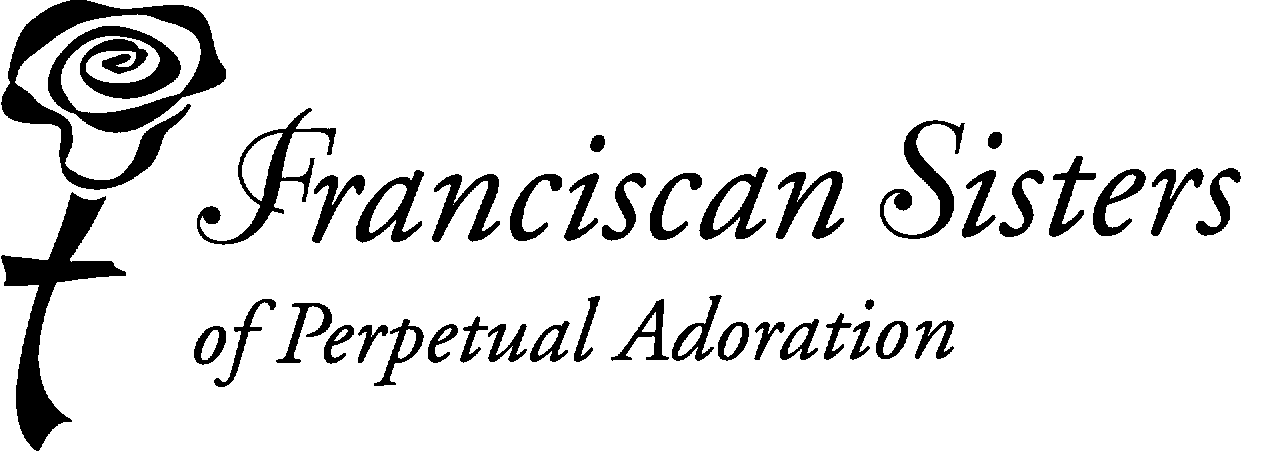 Franciscan Sisters
of Perpetual Adoration